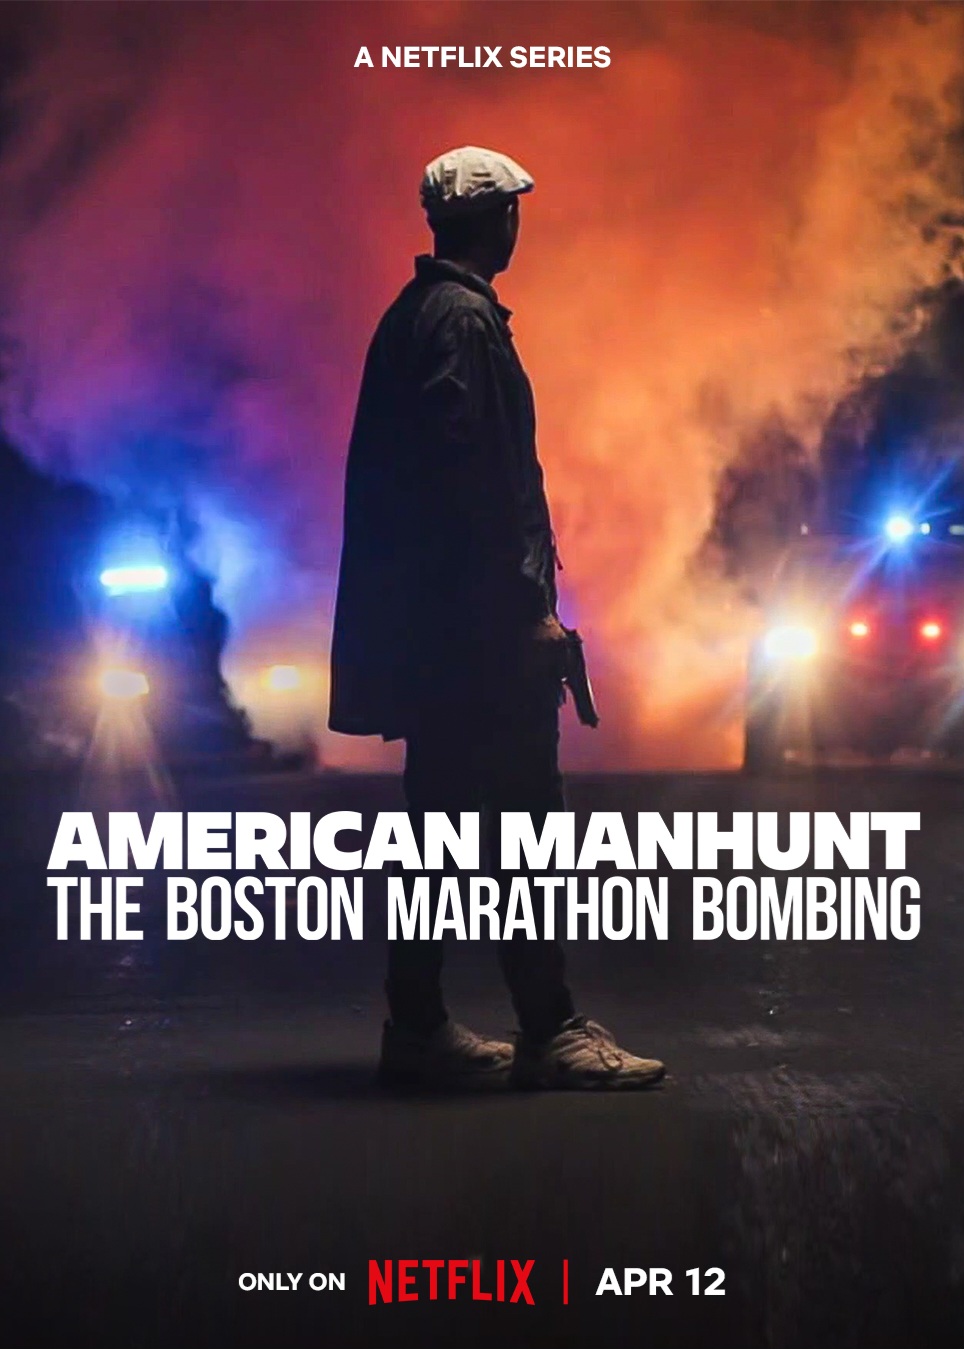 A NETFLIX SERIES
AMERICAN MANHUNT
THE BOSTON MARATHON BOMBING
ONLY ON NETFLIX | APR 12